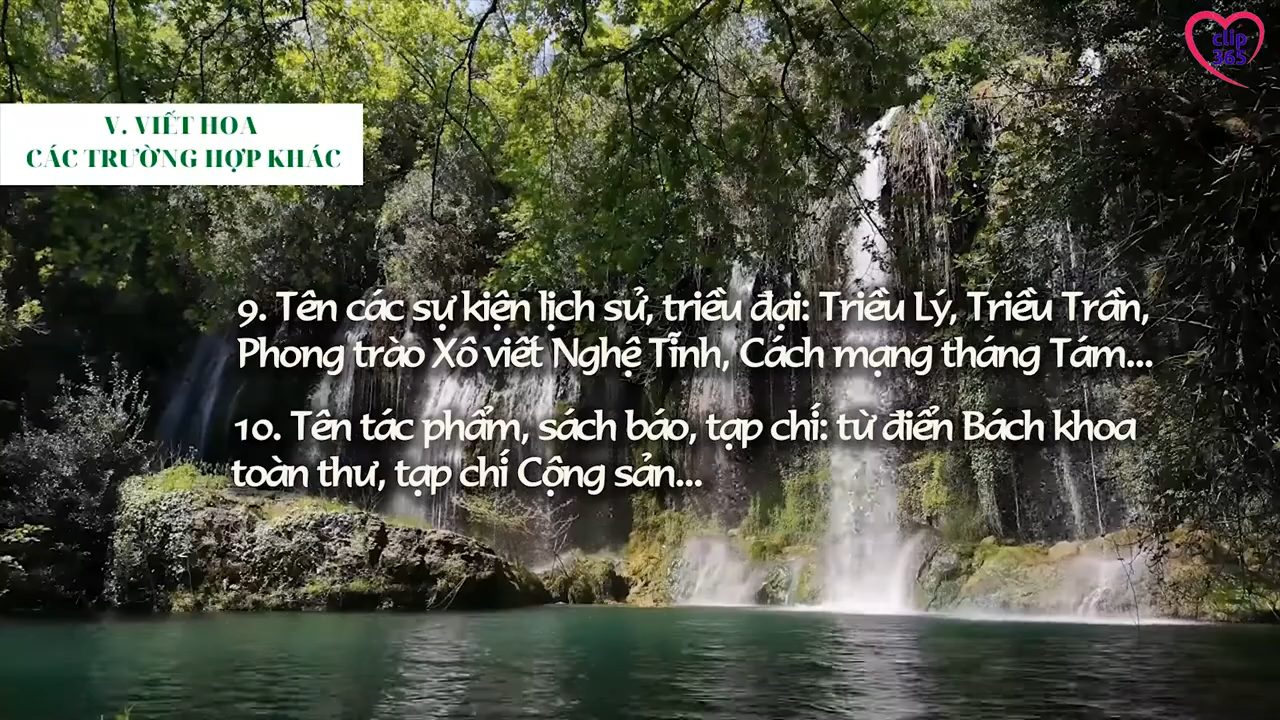 clip
365
V. VIẾT HOA
CÁC TRƯỜNG HỢP KHÁC
9. Tên các sự kiện lịch sử, triều đại: Triều Lý, Triều Trần,
Phong trào Xô viết Nghệ Tĩnh, Cách mạng tháng Tám...
10. Tên tác phẩm, sách báo, tạp chí: từ điển Bách khoa
toàn thư, tạp chí Cộng sản...